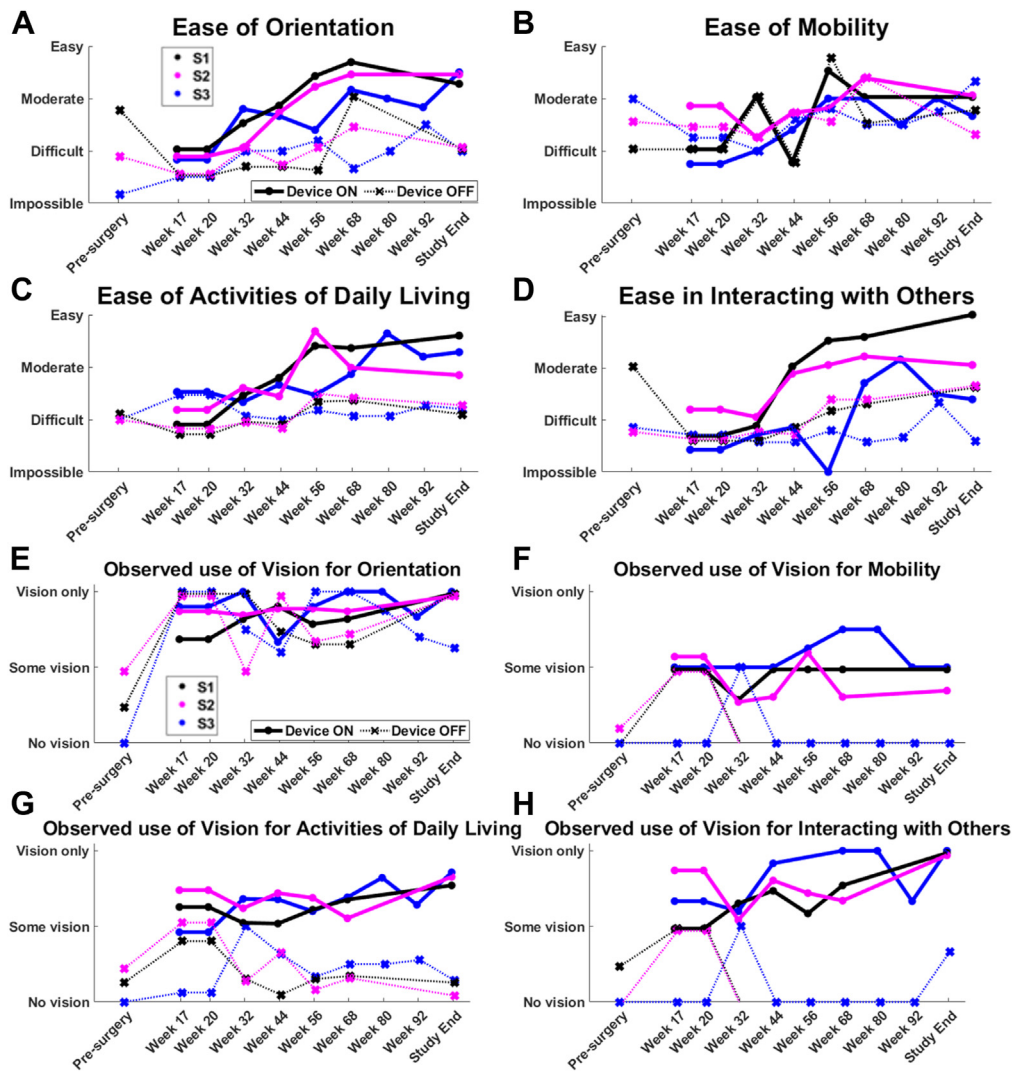 A
Ease of Orientation
Easy
Moderate
Difficult
Impossible
S1
S2
S3
Device ON
Device OFF
Pre-surgery
Week 17
Week 20
Week 32
Week 44
Week 56
Week 68
Week 80
Week 92
Study End
B
Ease of Mobility
Easy
Moderate
Difficult
Impossible
Pre-surgery
Week 17
Week 20
Week 32
Week 44
Week 56
Week 68
Week 80
Week 92
Study End
C
Ease of Activities of Daily Living
Easy
Moderate
Difficult
Impossible
Pre-surgery
Week 17
Week 20
Week 32
Week 44
Week 56
Week 68
Week 80
Week 92
Study End
D
Ease in Interacting with Others
Easy
Moderate
Difficult
Impossible
Pre-surgery
Week 17
Week 20
Week 32
Week 44
Week 56
Week 68
Week 80
Week 92
Study End
E
Observed use of Vision for Orientation
Vision only
Some vision
No vision
S1
S2
S3
Device ON
Device OFF
Pre-surgery
Week 17
Week 20
Week 32
Week 44
Week 56
Week 68
Week 80
Week 92
Study End
F
Observed use of Vision for Mobility
Vision only
Some vision
No vision
Pre-surgery
Week 17
Week 20
Week 32
Week 44
Week 56
Week 68
Week 80
Week 92
Study End
G
Observed use of Vision for Activities of Daily Living
Vision only
Some vision
No vision
Pre-surgery
Week 17
Week 20
Week 32
Week 44
Week 56
Week 68
Week 80
Week 92
Study End
H
Observed use of Vision for Interacting with Others
Vision only
Some vision
No vision
Pre-surgery
Week 17
Week 20
Week 32
Week 44
Week 56
Week 68
Week 80
Week 92
Study End